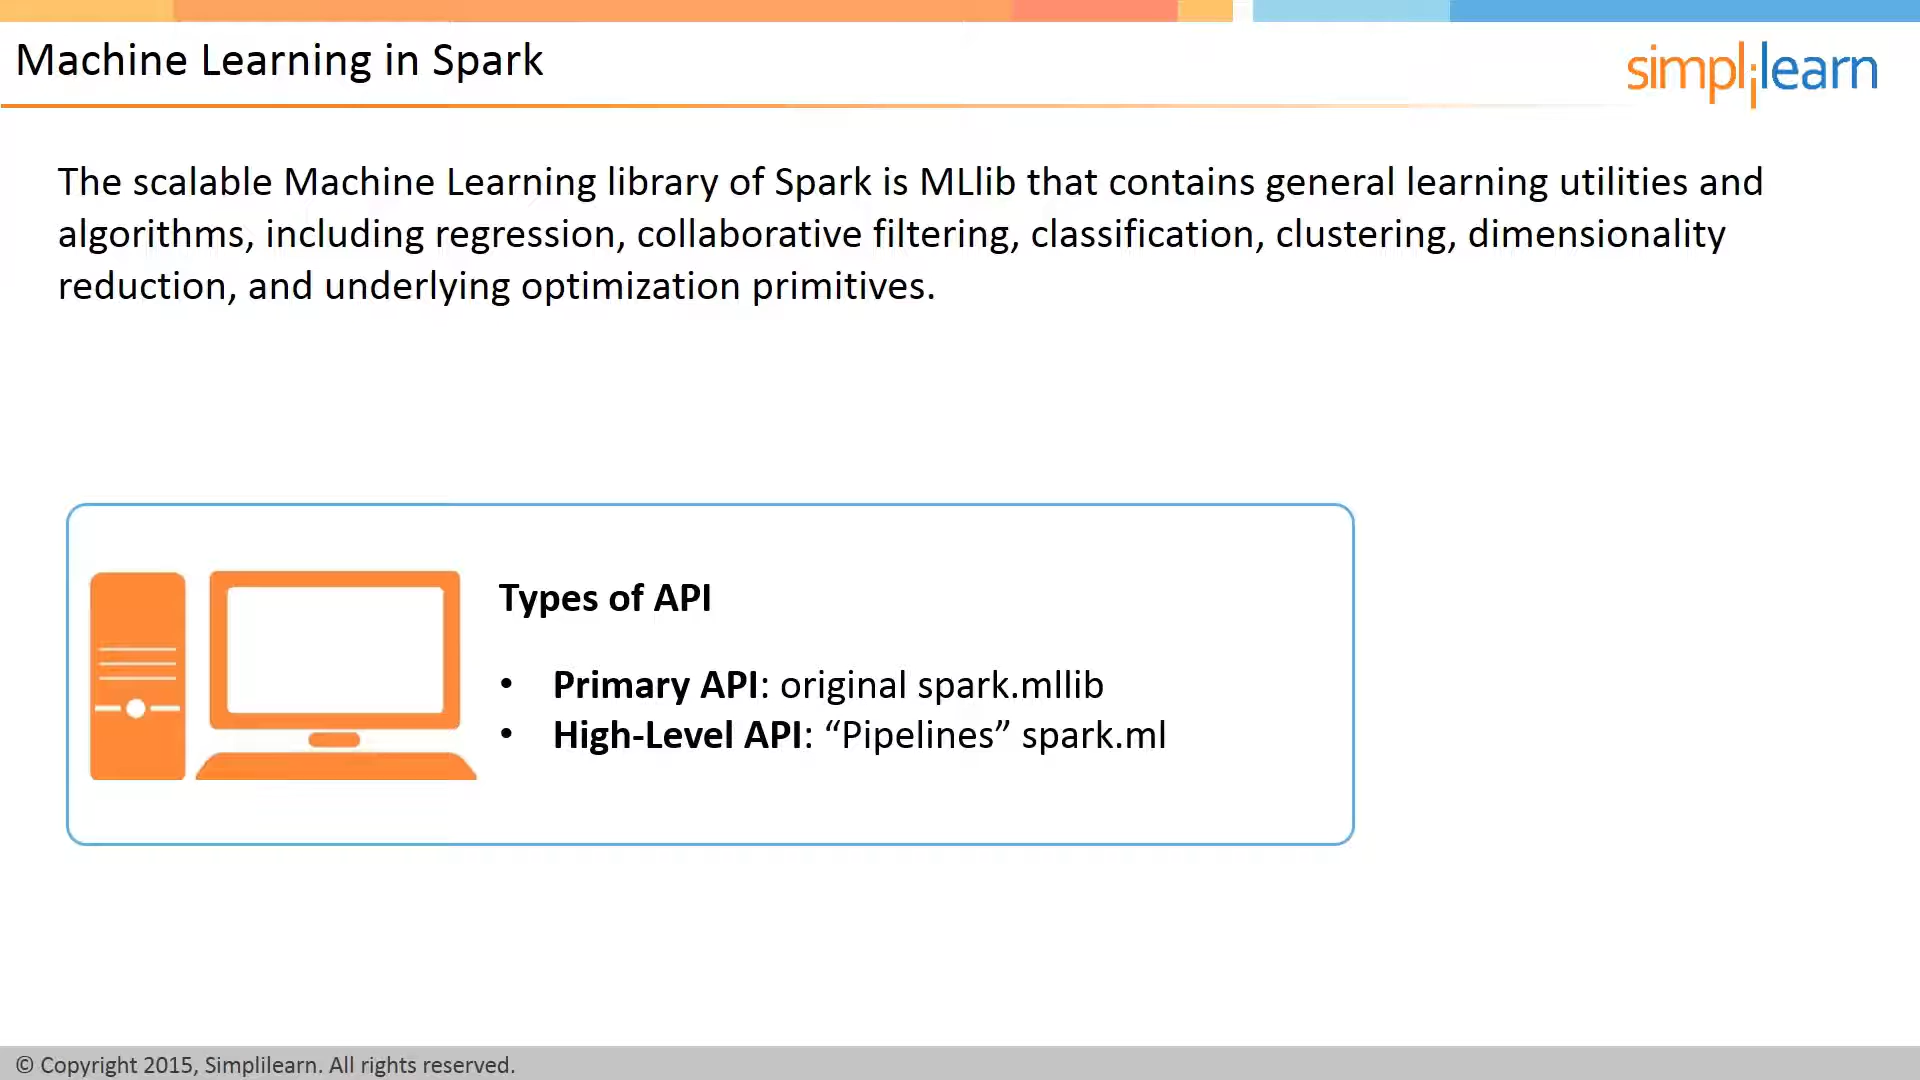 Machine Learning in Spark
simplilearn
The scalable Machine Learning library of Spark is MLlib that contains general learning utilities and
algorithms, including regression, collaborative filtering, classification, clustering, dimensionality
reduction, and underlying optimization primitives.
Types of API
• Primary API: original spark.mllib
• High-Level API: “Pipelines” spark.ml
© Copyright 2015, Simplilearn. All rights reserved.